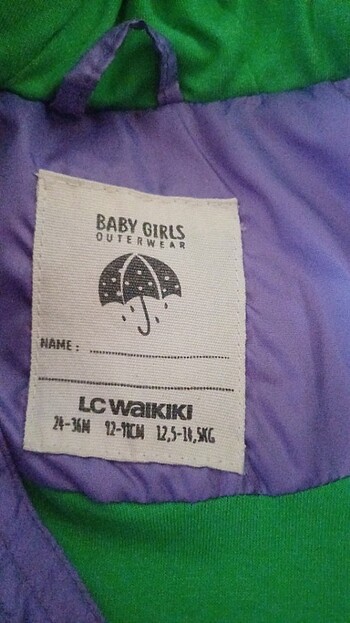 BABY GIRLS
OUTERWEAR
NAME :
LC WAIKIKI
24-36M 92-98CM 12,5-14,5KG